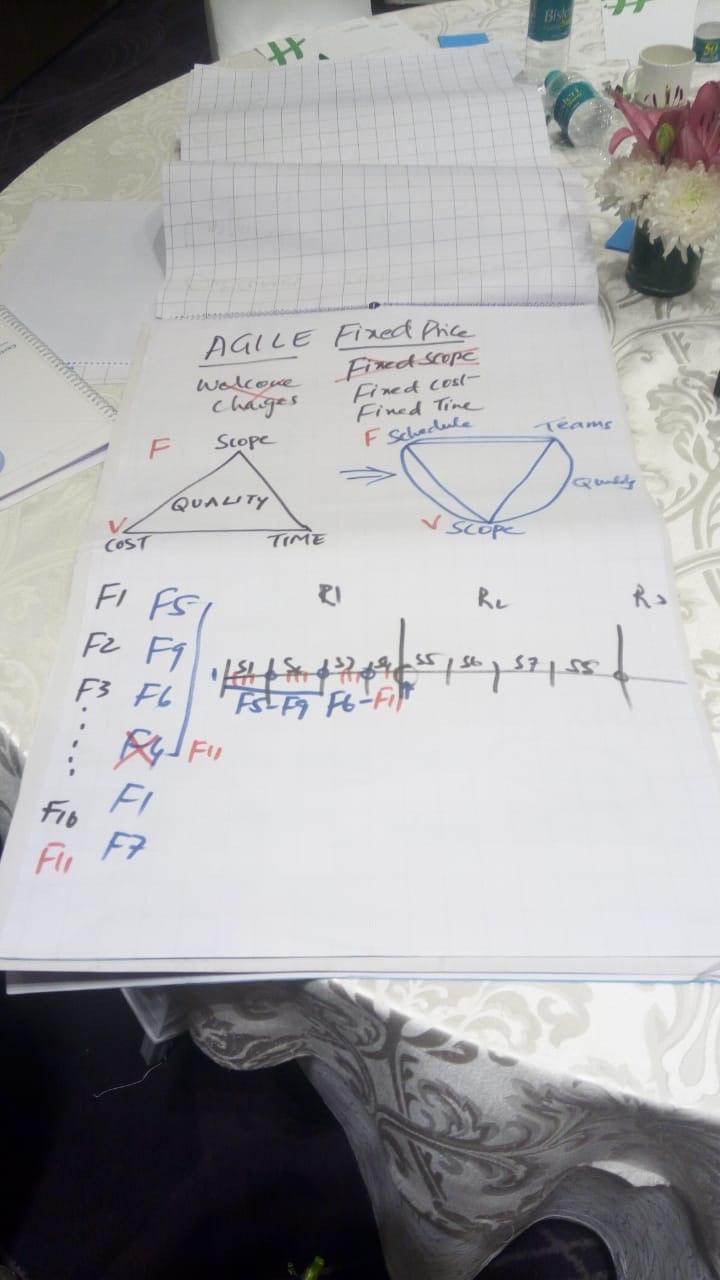 AGILE Fixed Price
Welcome
Changes
Fixed Scope
Fixed Cost
Fixed Time
F
Scope
QUALITY
V
COST
TIME
F Schedule
Teams
Quality
V
Scope
F1
F2
F3
F10
F11
F5
F9
F6
F4
F11
F1
F7
R1
R2
R3
S1
S2
S3
S4
S5
S6
S7
S8
F5-F9
F6-F11